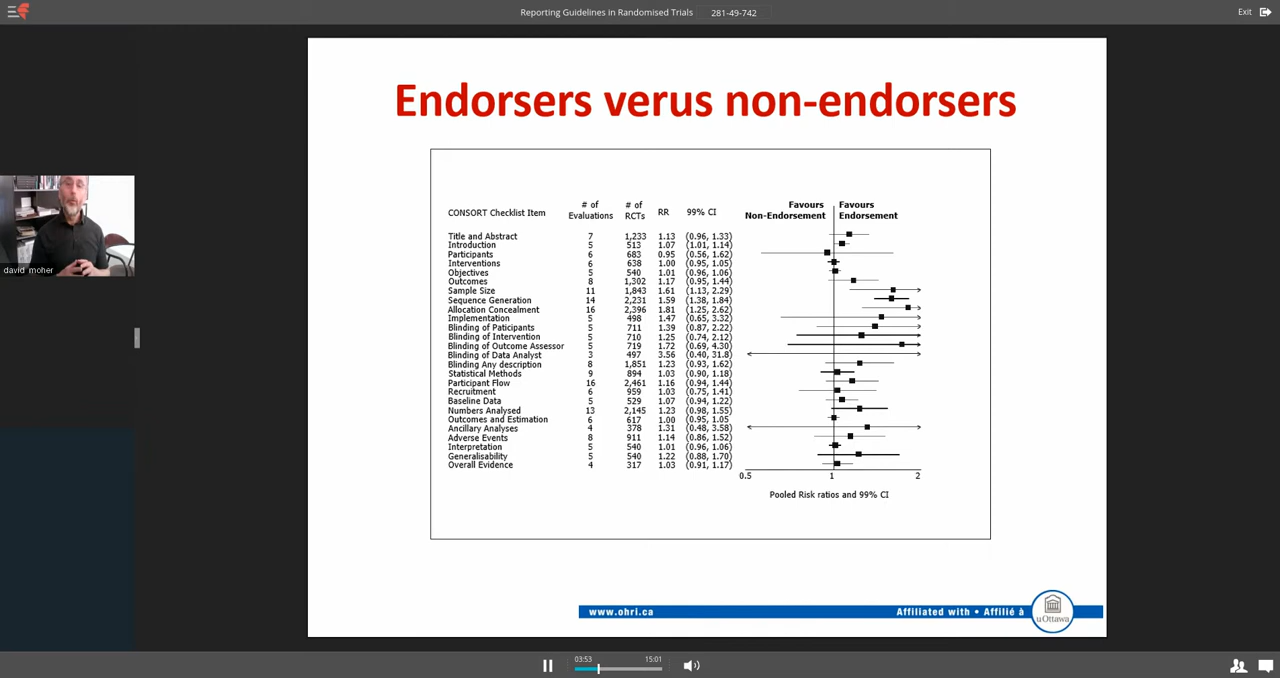 Reporting Guidelines in Randomised Trials 281-49-742 Exit
Endorsers verus non-endorsers
david moher
CONSORT Checklist Item # of Evaluations # of RCTs RR 99% CI Favours Non-Endorsement Favours Endorsement
Title and Abstract 7 1,233 1.13 (0.96, 1.33)
Introduction 5 513 1.07 (1.01, 1.14)
Participants 6 683 0.95 (0.56, 1.62)
Interventions 6 638 1.00 (0.95, 1.05)
Objectives 5 540 1.01 (0.96, 1.06)
Outcomes 8 1,302 1.17 (0.95, 1.44)
Sample Size 11 1,843 1.61 (1.13, 2.29)
Sequence Generation 14 2,231 1.59 (1.38, 1.84)
Allocation Concealment 16 2,396 1.81 (1.25, 2.62)
Implementation 5 498 1.47 (0.65, 3.32)
Blinding of Paticipants 5 711 1.39 (0.87, 2.22)
Blinding of Intervention 5 710 1.25 (0.74, 2.12)
Blinding of Outcome Assessor 5 719 1.72 (0.69, 4.30)
Blinding of Data Analyst 3 497 3.56 (0.40, 31.8)
Blinding Any description 8 1,851 1.23 (0.93, 1.62)
Statistical Methods 9 894 1.03 (0.90, 1.18)
Participant Flow 16 2,461 1.16 (0.94, 1.44)
Recruitment 6 959 1.03 (0.75, 1.41)
Baseline Data 5 529 1.07 (0.94, 1.22)
Numbers Analysed 13 2,145 1.23 (0.98, 1.55)
Outcomes and Estimation 6 617 1.00 (0.95, 1.05
Ancillary Analyses 4 378 1.31 (0.48, 3.58)
Adverse Events 8 911 1.14 (0.86, 1.52)
Interpretation 5 540 1.01 (0.96, 1.06)
Generalisability 5 540 1.22 (0.88, 1.70)
Overall Evidence 4 317 1.03 (0.91, 1.17)
0.5 1 2
Pooled Risk ratios and 99% CI
www.ohri.ca Affiliated with • Affilié à
uOttawa
03:53 15:01